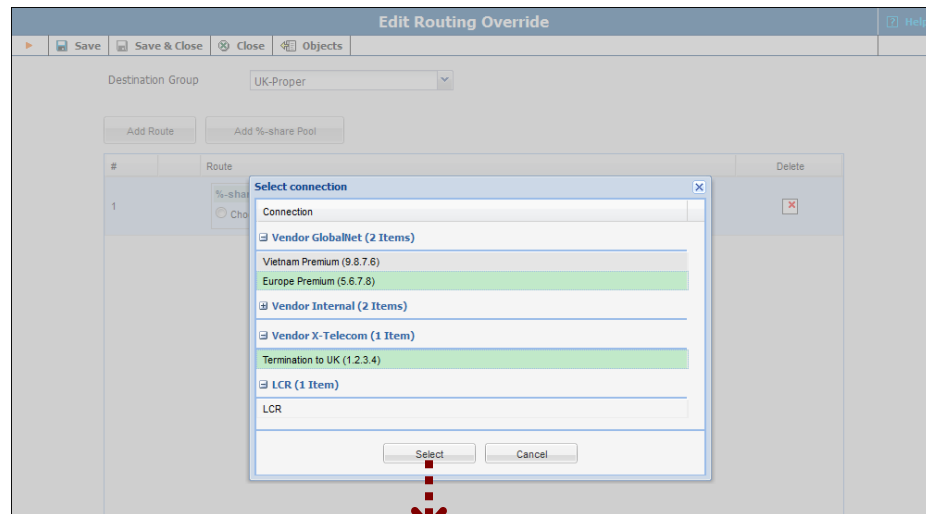 Edit Routing Override
? Help
Save Save & Close Close Objects
Destination Group UK-Proper
Add Route Add %-share Pool
# Route Delete
1
%-shar
Cho
Select connection
Connection
Vendor GlobalNet (2 Items)
Vietnam Premium (9.8.7.6)
Europe Premium (5.6.7.8)
Vendor Internal (2 Items)
Vendor X-Telecom (1 Item)
Termination to UK (1.2.3.4)
LCR (1 Item)
LCR
Select Cancel